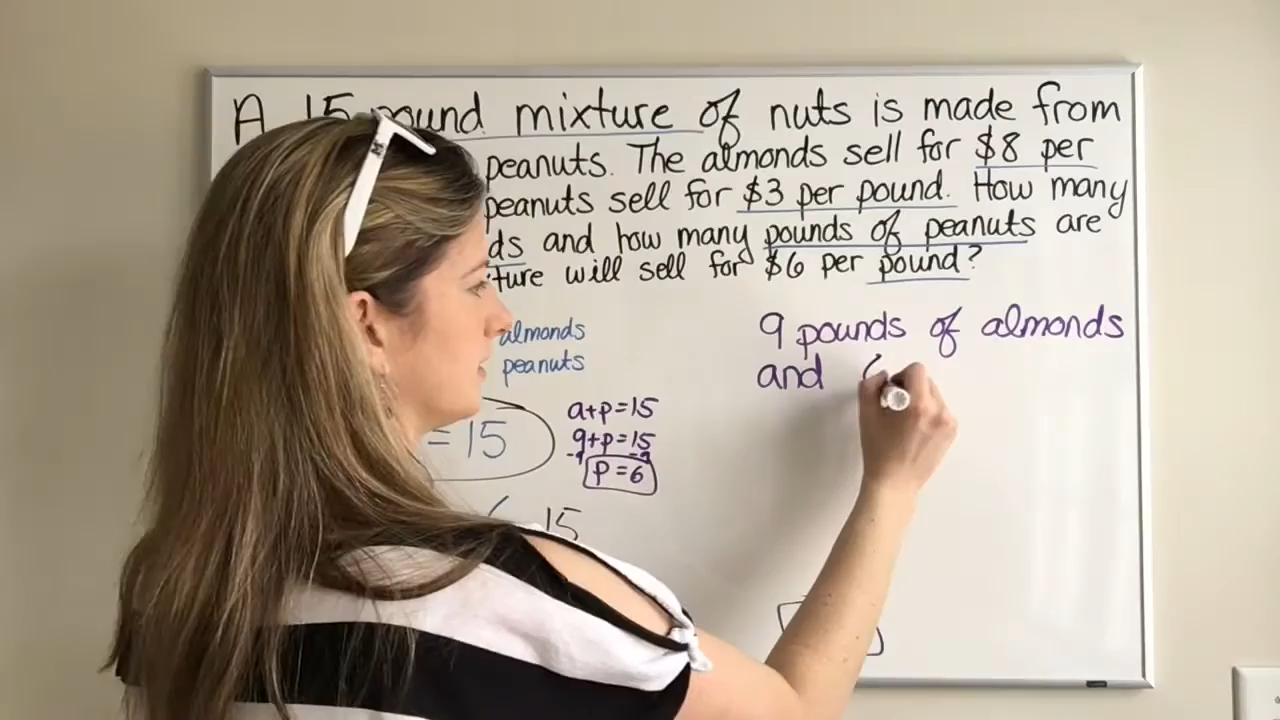 A 15 pound mixture of nuts is made from
peanuts. The almonds sell for $8 per
peanuts sell for $3 per pound. How many
and how many pounds of peanuts are
will sell for $6 per pound?
almonds
peanuts
9 pounds of almonds
and
a+p=15
9+p=15
-9 -9
p=6
= 15
15